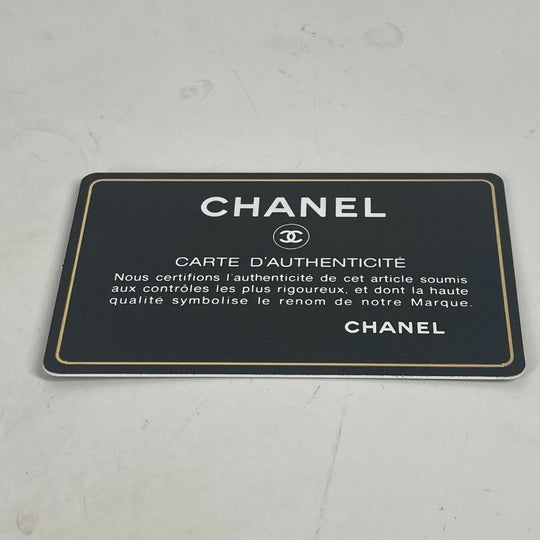 CHANEL
CARTE D'AUTHENTICITÉ
Nous certifions l'authenticité de cet article soumis
aux contrôles les plus rigoureux, et dont la haute
qualité symbolise le renom de notre Marque.
CHANEL